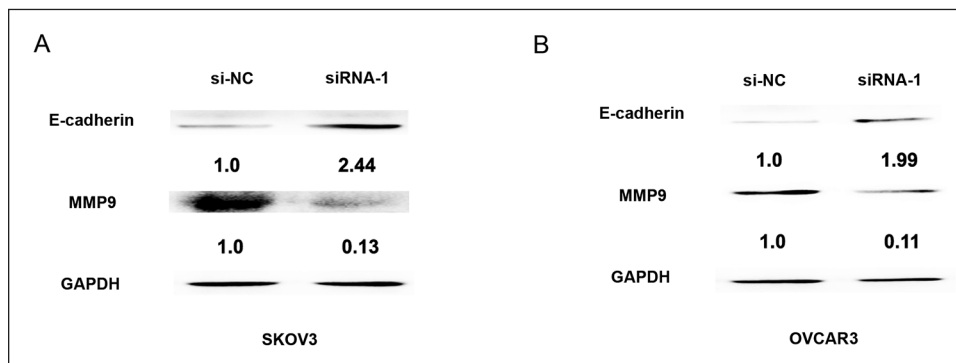 A
si-NC siRNA-1
E-cadherin
1.0 2.44
MMP9
1.0 0.13
GAPDH
SKOV3
B
si-NC siRNA-1
E-cadherin
1.0 1.99
MMP9
1.0 0.11
GAPDH
OVCAR3